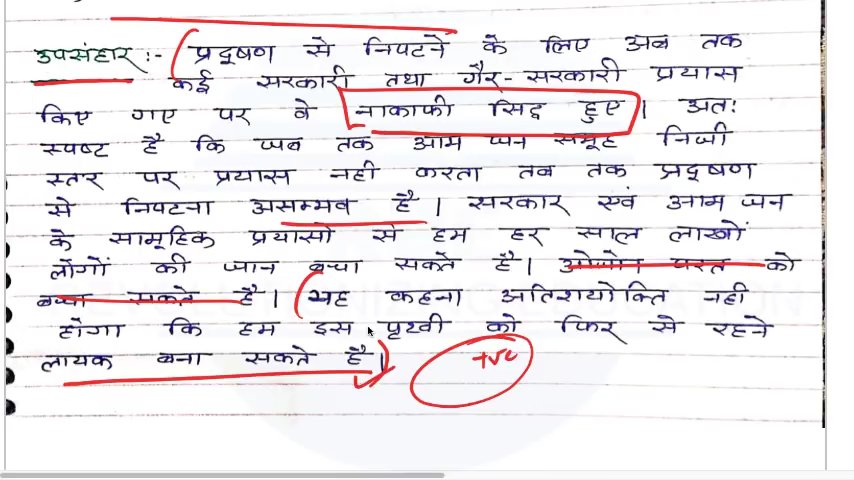 उपसंहार :- प्रदूषण से निपटने के लिए अब तक
कई सरकारी तथा गैर-सरकारी प्रयास
किए गए पर वे नाकाफी सिद्ध हुए। अतः
स्पष्ट है कि जब तक आम जन समूह निजी
स्तर पर प्रयास नही करता तब तक प्रदूषण
से निपटना असम्भव है। सरकार एवं आम जन
के सामूहिक प्रयासो से हम हर साल लाखों
लोंगों की जान बचा सकते है। ओजोन परत को
बचा सकते है। यह कहना अतिशयोक्ति नही
होंगा कि हम इस पृथ्वी को फिर से रहने
लायक बना सकते है।
+ve